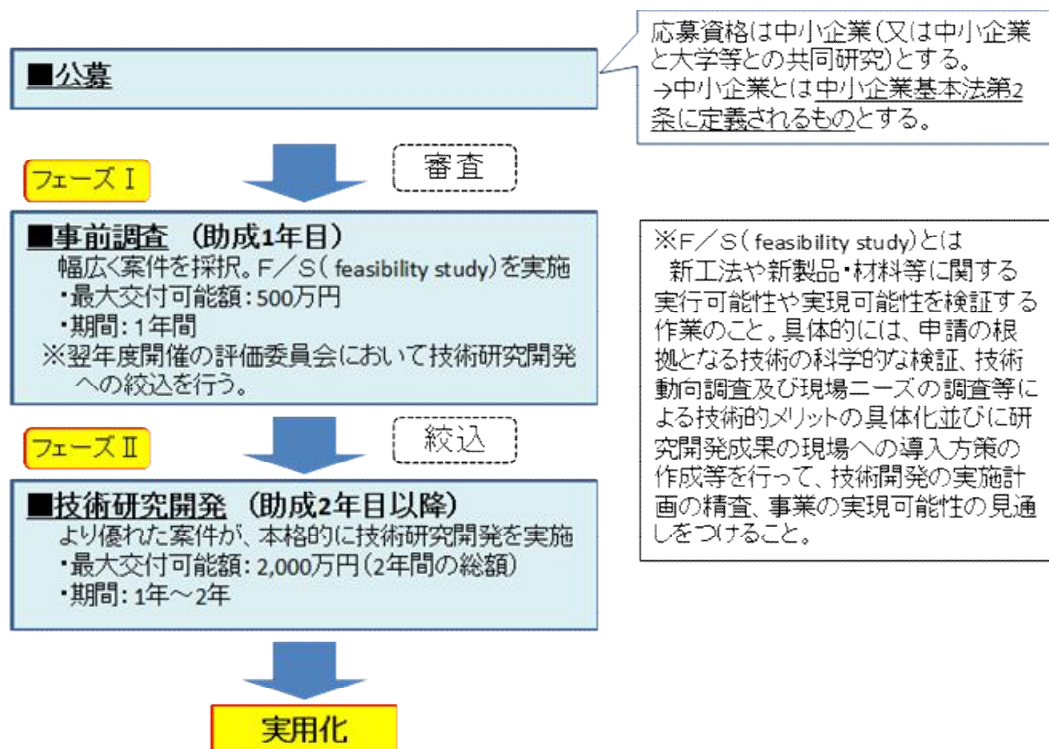 ■公募
応募資格は中小企業(又は中小企業
と大学等との共同研究)とする。
→中小企業とは中小企業基本法第2
条に定義されるものとする。
審査
フェーズⅠ
■事前調査 (助成1年目)
幅広く案件を採択。F/S( feasibility study)を実施
・最大交付可能額:500万円
・期間:1年間
※翌年度開催の評価委員会において技術研究開発
への絞込を行う。
※F/S( feasibility study)とは
新工法や新製品・材料等に関する
実行可能性や実現可能性を検証する
作業のこと。具体的には、申請の根
拠となる技術の科学的な検証、技術
動向調査及び現場ニーズの調査等に
よる技術的メリットの具体化並びに研
究開発成果の現場への導入方策の
作成等を行って、技術開発の実施計
画の精査、事業の実現可能性の見通
しをつけること。
絞込
フェーズⅡ
■技術研究開発 (助成2年目以降)
より優れた案件が、本格的に技術研究開発を実施
・最大交付可能額:2,000万円(2年間の総額)
・期間:1年~2年
実用化